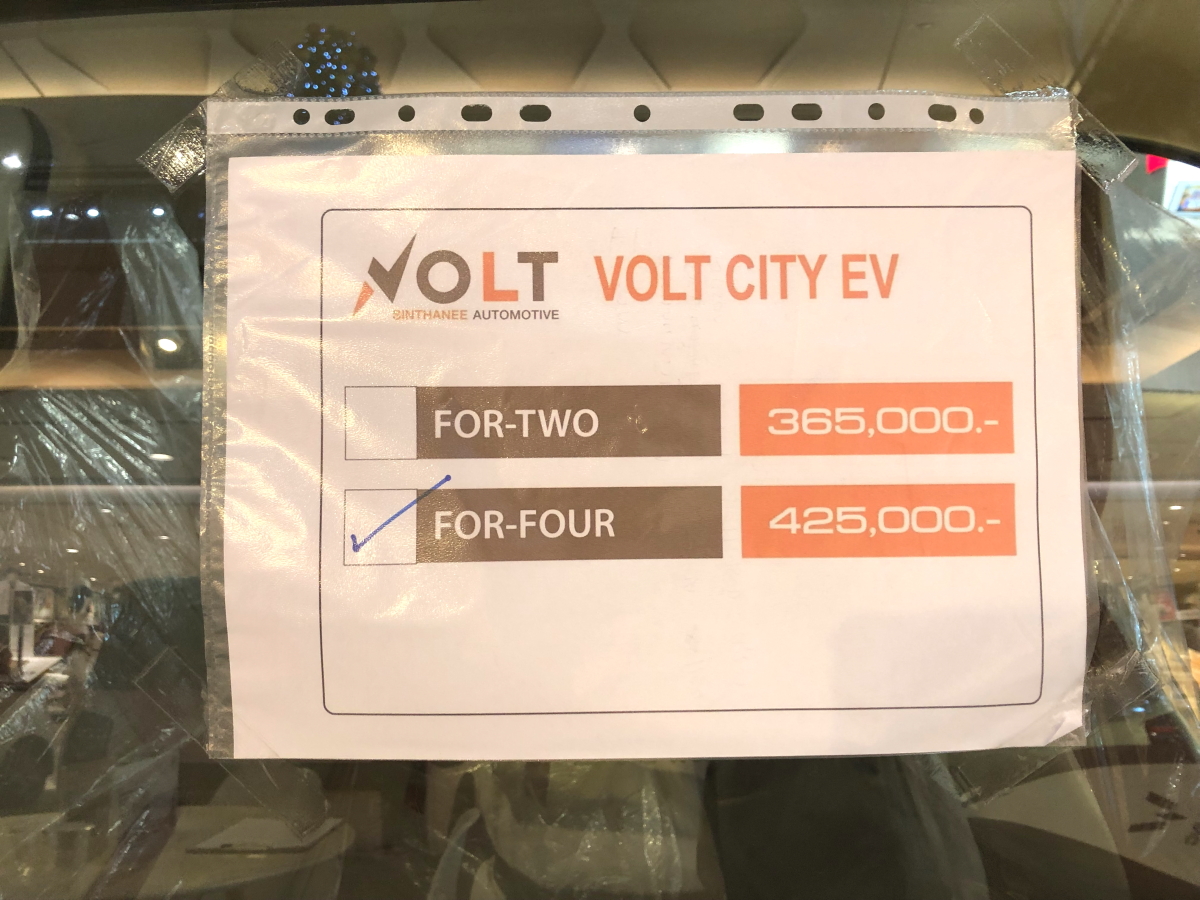 VOLT
SINTHANEE AUTOMOTIVE
VOLT CITY EV
FOR-TWO 365,000.-
FOR-FOUR 425,000.-